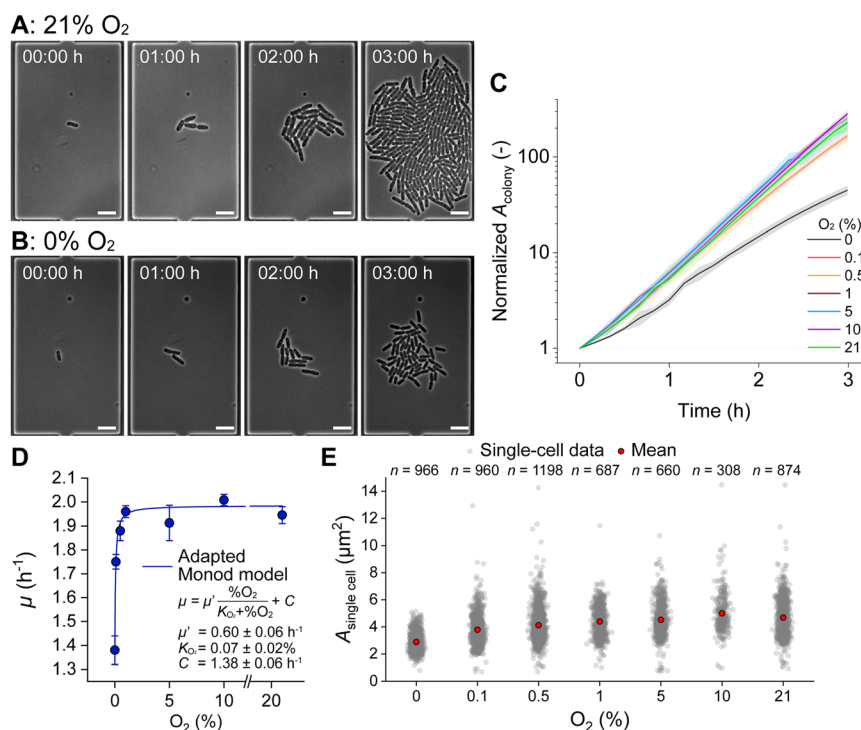 A: 21% O₂
00:00 h 01:00 h 02:00 h 03:00 h
B: 0% O₂
00:00 h 01:00 h 02:00 h 03:00 h
C
Normalized A colony (-)
100
10
1
0 1 2 3
Time (h)
O₂ (%)
0
0.1
0.5
1
5
10
21
D
μ (h⁻¹)
2.1
2.0
1.9
1.8
1.7
1.6
1.5
1.4
1.3
0 5 10 20
O₂ (%)
Adapted
Monod model
μ = μ' %O₂ / K O₂ + %O₂ + C
μ' = 0.60 ± 0.06 h⁻¹
K O₂ = 0.07 ± 0.02%
C = 1.38 ± 0.06 h⁻¹
E
Single-cell data Mean
n = 966 n = 960 n = 1198 n = 687 n = 660 n = 308 n = 874
A single cell (μm²)
14
12
10
8
6
4
2
0
0 0.1 0.5 1 5 10 21
O₂ (%)